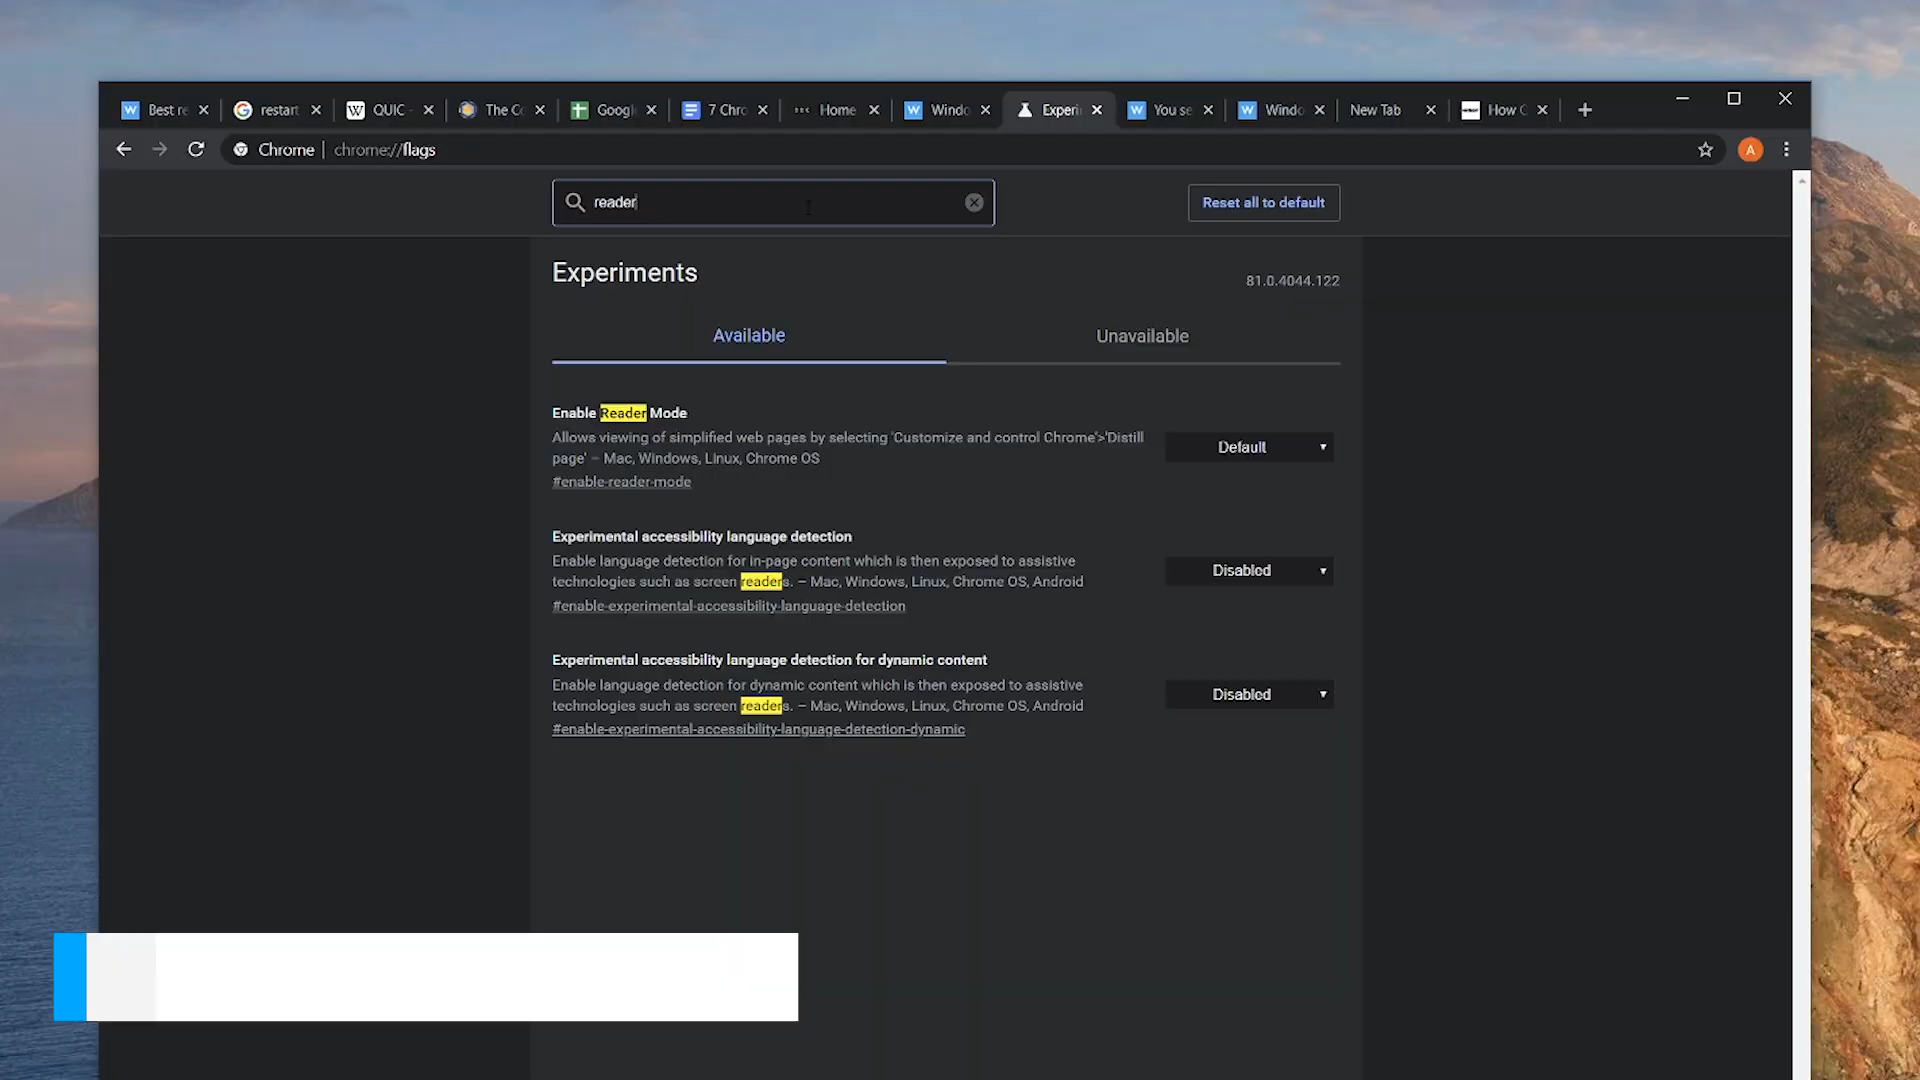 Best re
restart
QUIC -
The Co
Googl
7 Chro
Home
Windo
Experi
You se
Windo
New Tab
How C
Chrome | chrome://flags
A
reader
Reset all to default
Experiments
81.0.4044.122
Available
Unavailable
Enable Reader Mode
Allows viewing of simplified web pages by selecting 'Customize and control Chrome'>'Distill
page' – Mac, Windows, Linux, Chrome OS
#enable-reader-mode
Default
Experimental accessibility language detection
Enable language detection for in-page content which is then exposed to assistive
technologies such as screen readers. – Mac, Windows, Linux, Chrome OS, Android
#enable-experimental-accessibility-language-detection
Disabled
Experimental accessibility language detection for dynamic content
Enable language detection for dynamic content which is then exposed to assistive
technologies such as screen readers. – Mac, Windows, Linux, Chrome OS, Android
#enable-experimental-accessibility-language-detection-dynamic
Disabled